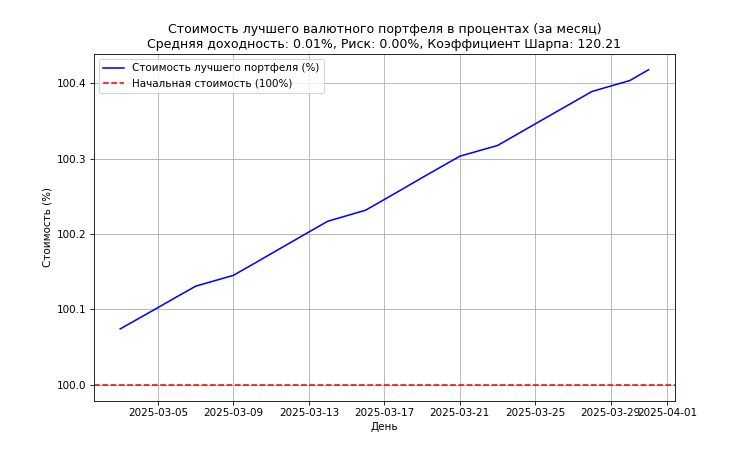 Стоимость лучшего валютного портфеля в процентах (за месяц)
Средняя доходность: 0.01%, Риск: 0.00%, Коэффициент Шарпа: 120.21
Стоимость лучшего портфеля (%)
Начальная стоимость (100%)
Стоимость (%)
100.4
100.3
100.2
100.1
100.0
2025-03-05 2025-03-09 2025-03-13 2025-03-17 2025-03-21 2025-03-25 2025-03-29 2025-04-01
День